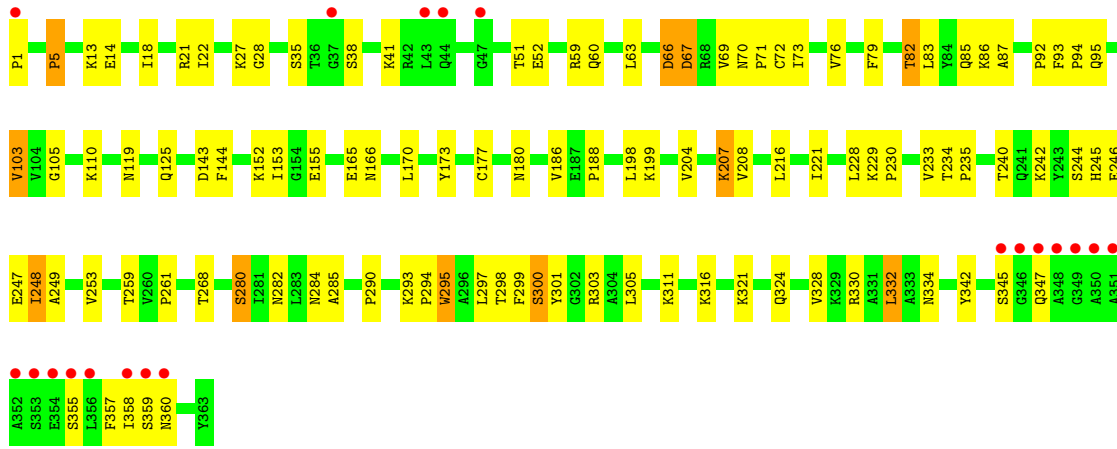 P1 P5 K13 E14 I18 R21 I22 K27 G28 S35 T36 G37 S38 K41 R42 L43 Q44 G47 T51 E52 R59 Q60 L63 D66 D67 R68 V69 N70 P71 C72 I73 V76 F79 T82 L83 Y84 Q85 K86 A87 P92 F93 P94 Q95
V103 V104 G105 K110 N119 Q125 D143 F144 K152 I153 G154 E155 E165 N166 L170 Y173 C177 N180 V186 E187 P188 L198 K199 V204 K207 V208 L216 I221 L228 K229 P230 V233 T234 P235 T240 Q241 K242 Y243 S244 H245 E246
E247 I248 A249 V253 T259 V260 P261 T268 S280 I281 N282 L283 N284 A285 P290 K293 P294 W295 A296 L297 T298 F299 S300 Y301 G302 R303 A304 L305 K311 K316 K321 Q324 V328 K329 R330 A331 L332 A333 N334 Y342 S345 G346 Q347 A348 G349 A350 A351
A352 S353 E354 S355 L356 F357 I358 S359 N360 Y363